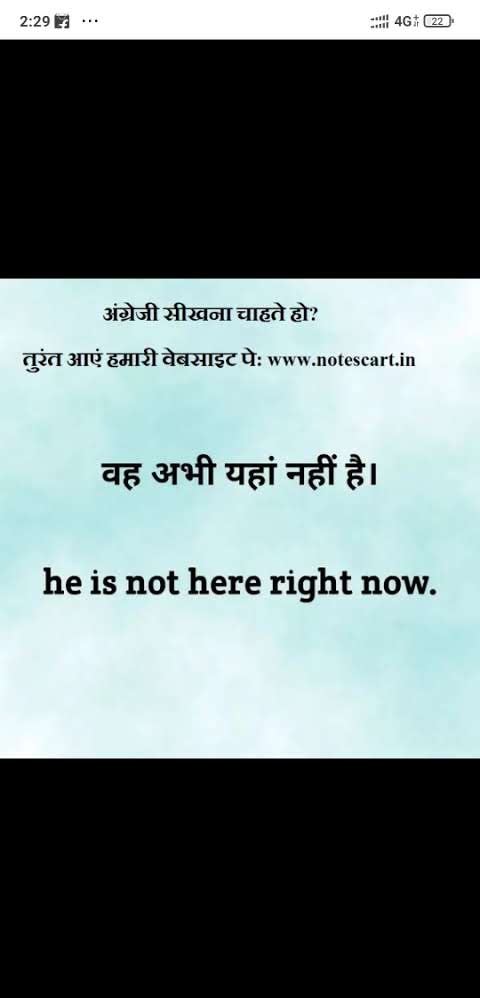 2:29 ...
4G 22
अंग्रेजी सीखना चाहते हो?
तुरंत आएं हमारी वेबसाइट पे: www.notescart.in
वह अभी यहां नहीं है।
he is not here right now.